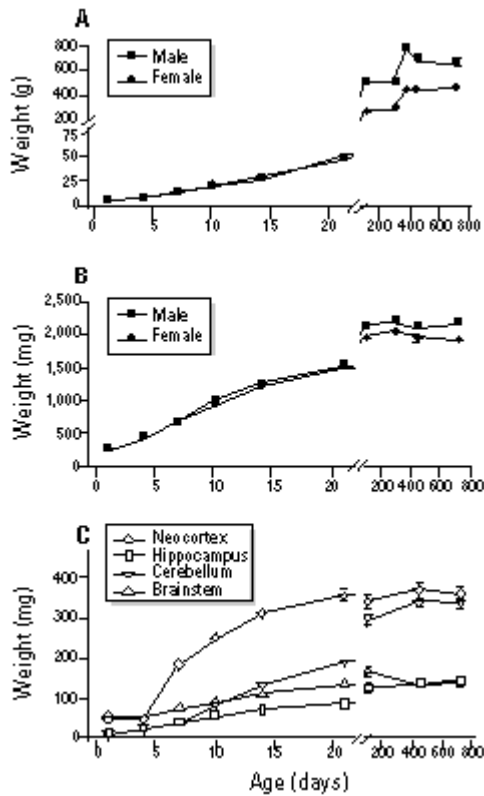 A
Weight (g)
800
600
400
200
75
50
25
0
Male
Female
0 5 10 15 20 200 400 600 800
B
Weight (mg)
2,500
2,000
1,500
1,000
500
0
Male
Female
0 5 10 15 20 200 400 600 800
C
Weight (mg)
400
300
200
100
0
Neocortex
Hippocampus
Cerebellum
Brainstem
0 5 10 15 20 200 400 600 800
Age (days)